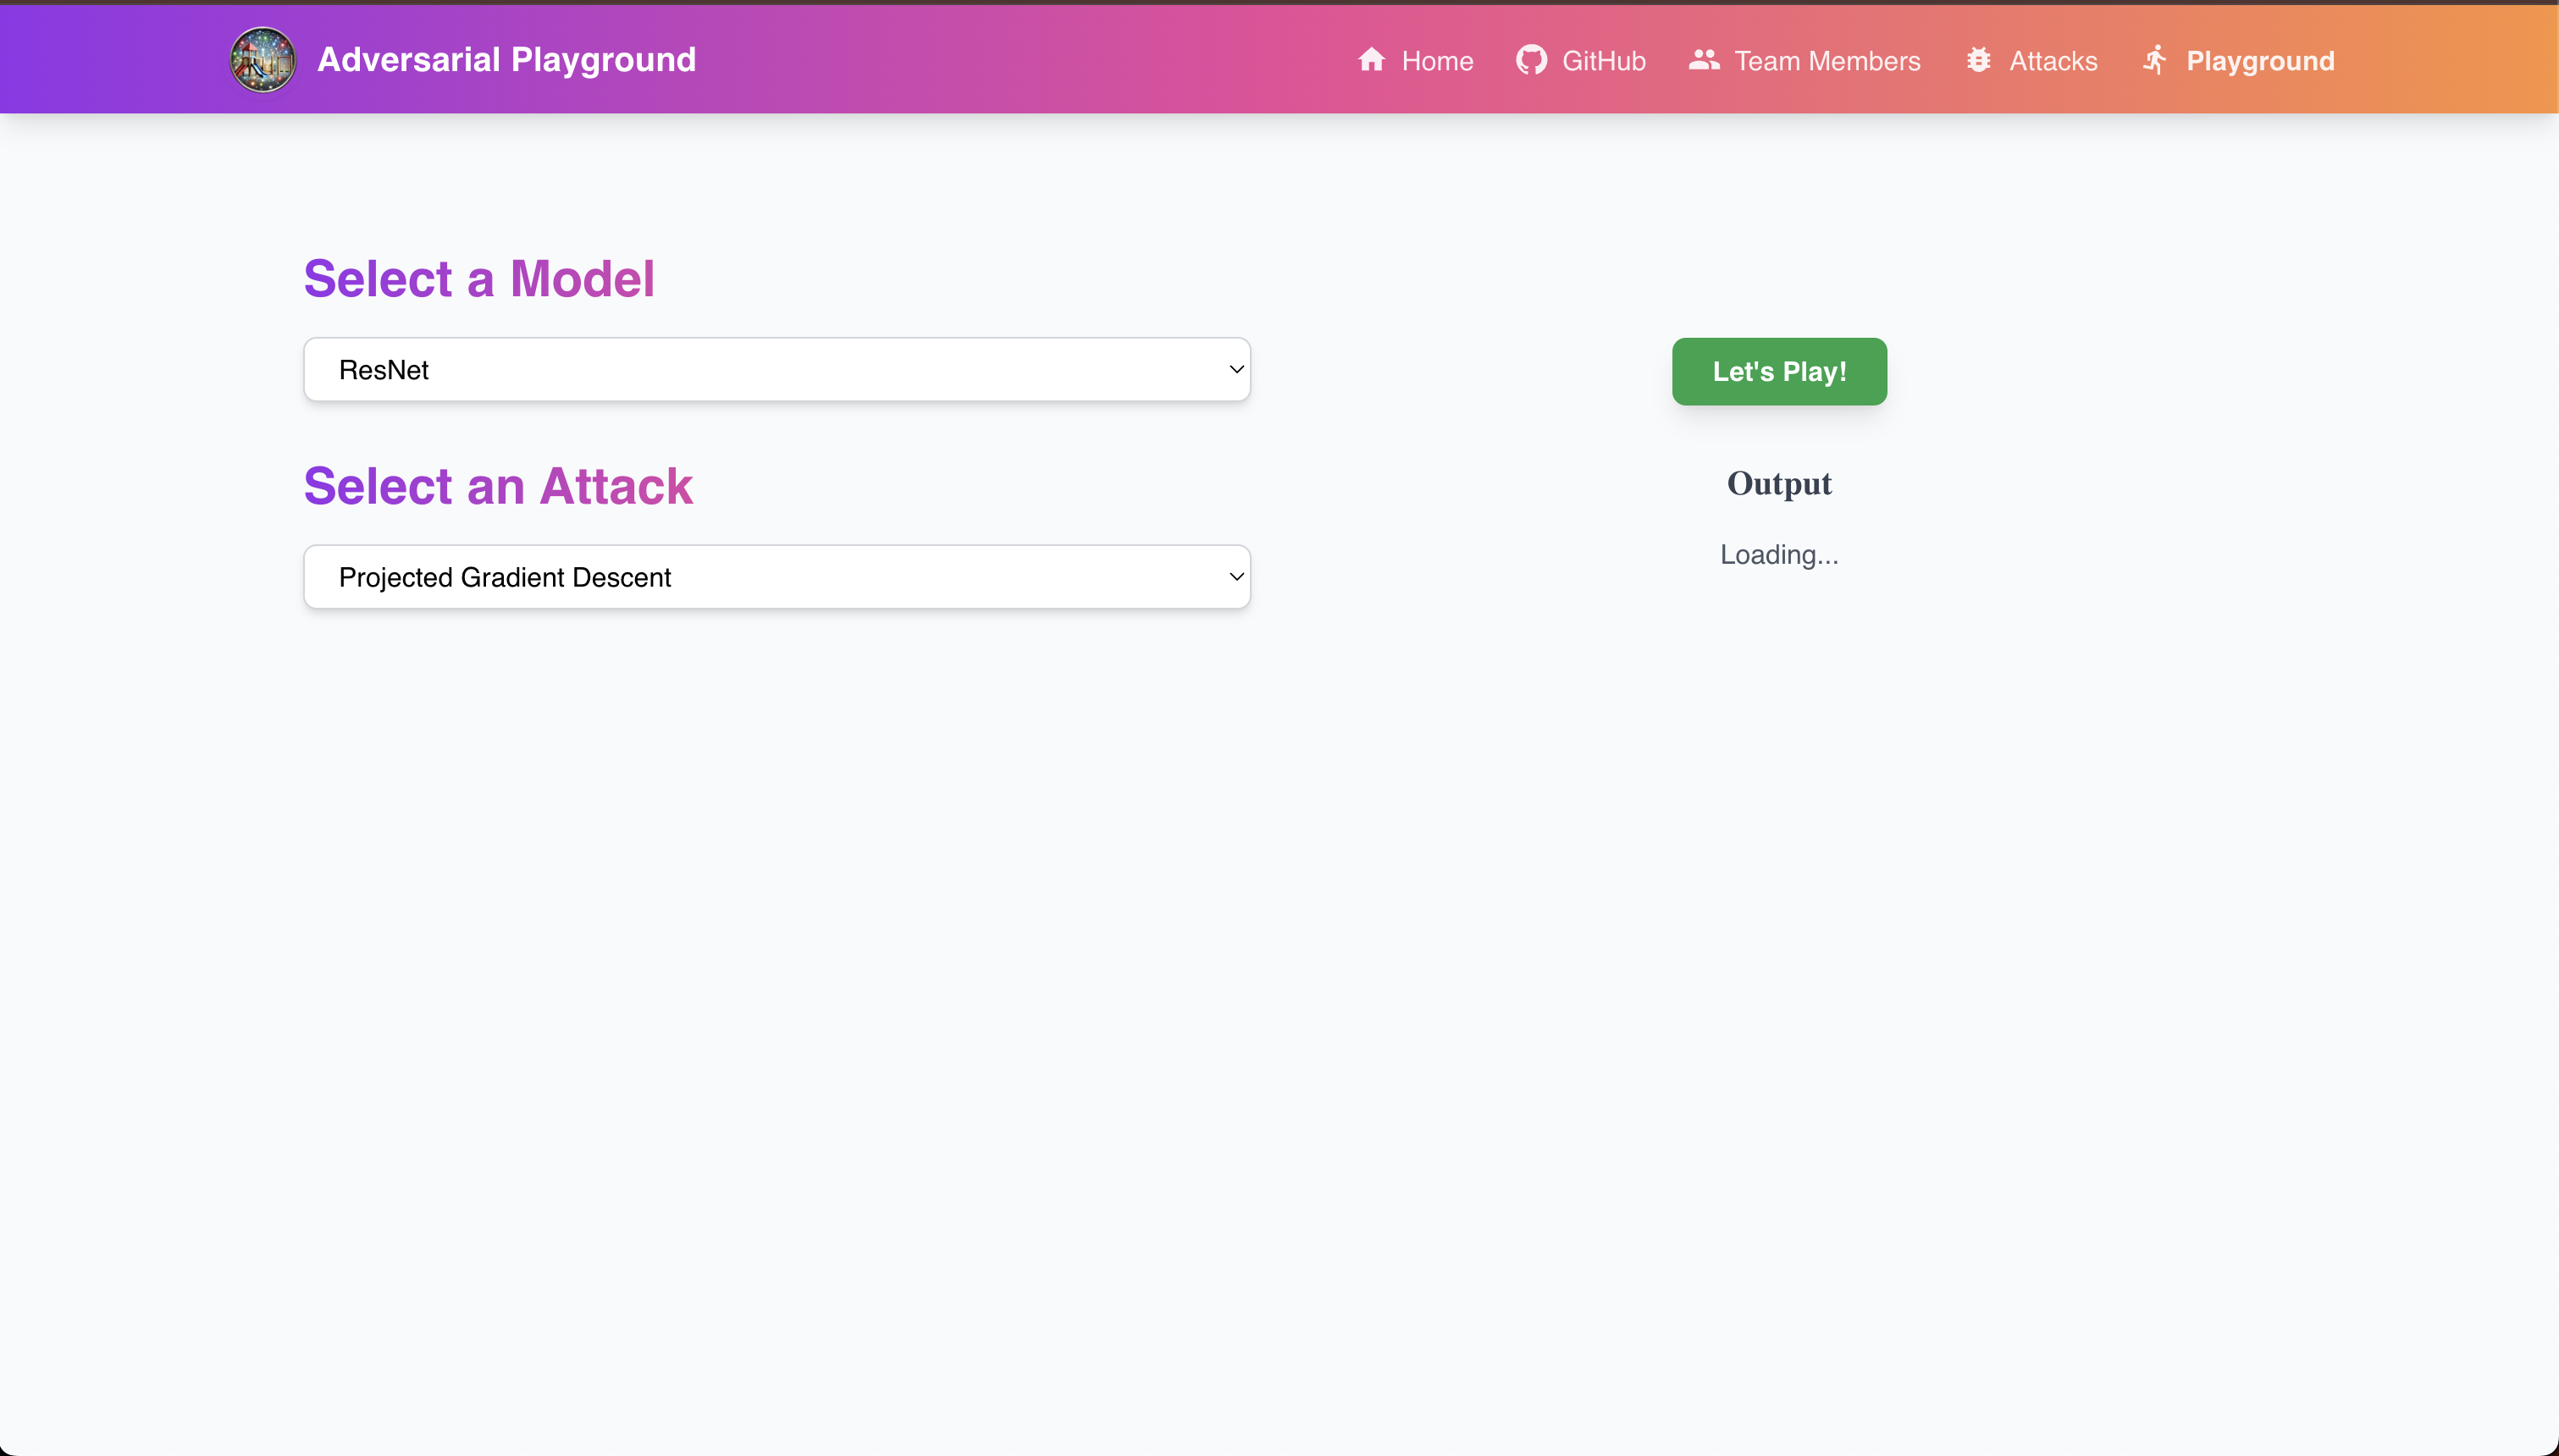 Adversarial Playground
Home
GitHub
Team Members
Attacks
Playground
Select a Model
ResNet
Let's Play!
Select an Attack
Output
Loading...
Projected Gradient Descent